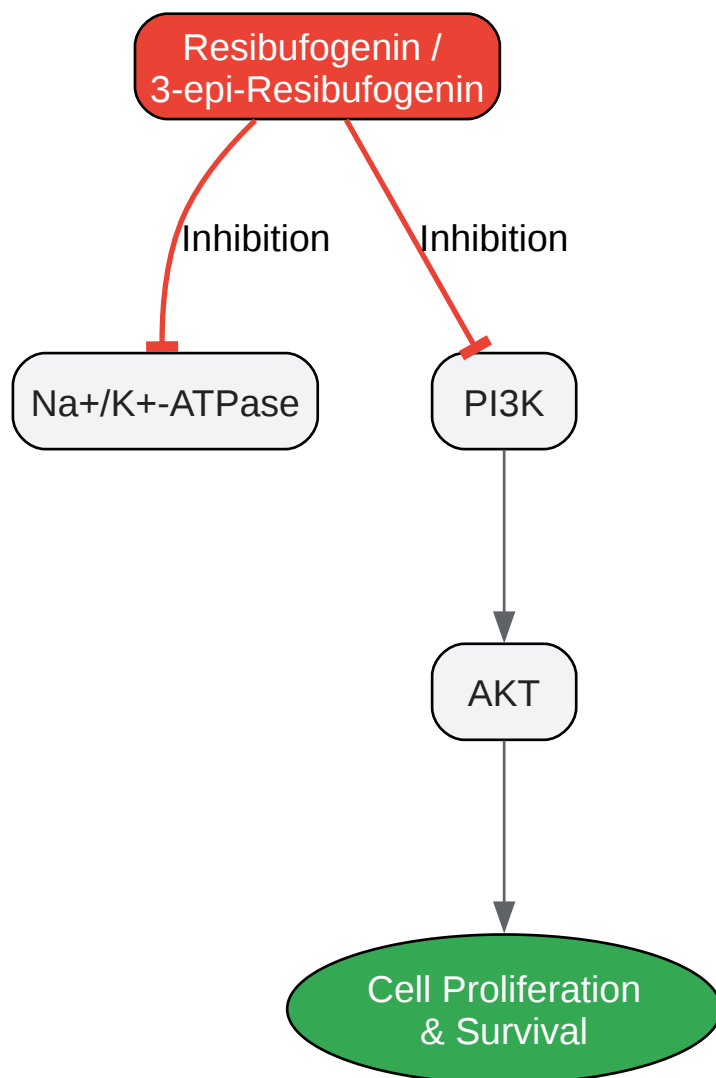 Resibufogenin /
3-epi-Resibufogenin
Inhibition
Inhibition
Na+/K+-ATPase
PI3K
AKT
Cell Proliferation
& Survival